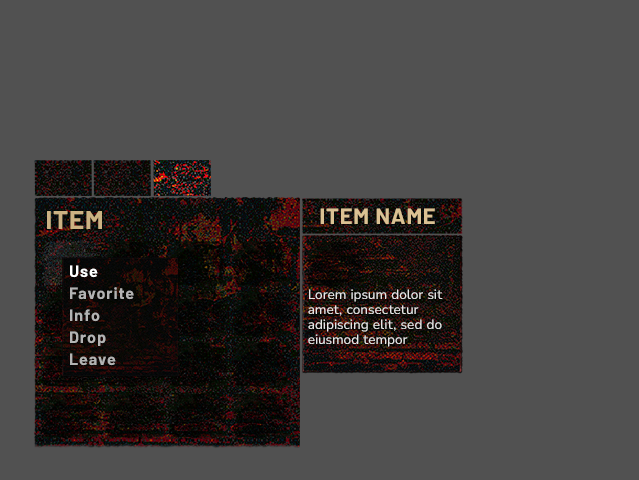 ITEM
ITEM NAME
Use
Favorite
Info
Drop
Leave
Lorem ipsum dolor sit
amet, consectetur
adipiscing elit, sed do
eiusmod tempor